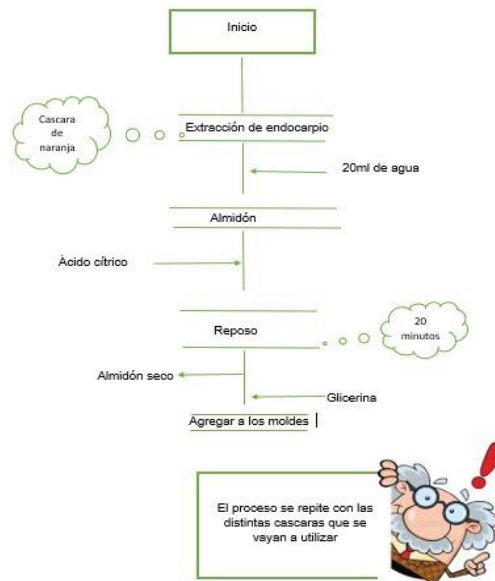 Inicio
Cascara
de
naranja
Extracción de endocarpio
20ml de agua
Almidón
Ácido cítrico
Reposo
20
minutos
Almidón seco
Glicerina
Agregar a los moldes
El proceso se repite con las
distintas cascaras que se
vayan a utilizar